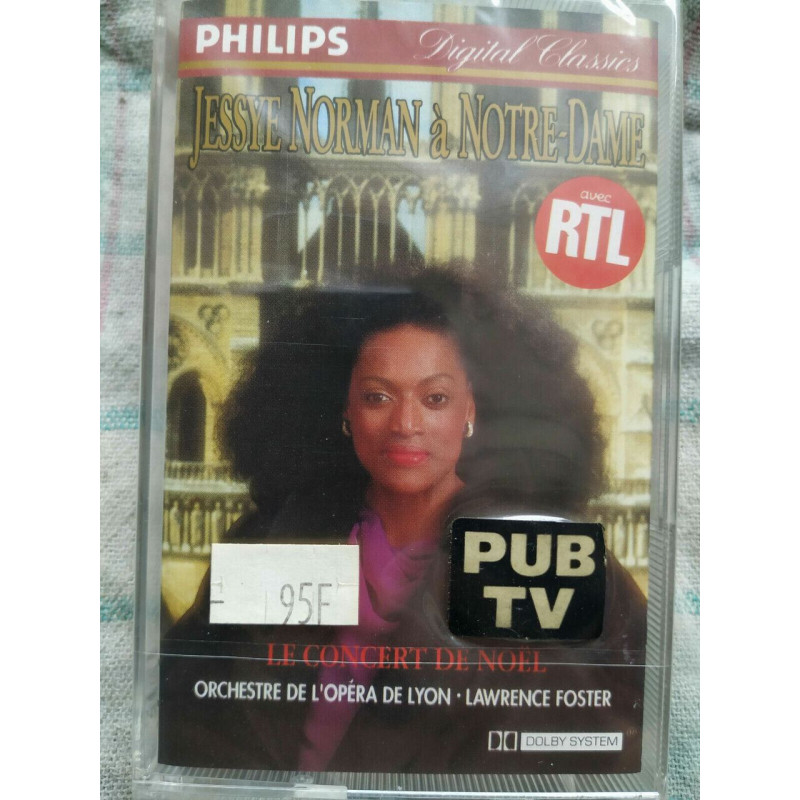 PHILIPS Digital Classics
JESSYE NORMAN à NOTRE-DAME
avec
RTL
PUB
TV
95F
LE CONCERT DE NOËL
ORCHESTRE DE L'OPÉRA DE LYON · LAWRENCE FOSTER
DOLBY SYSTEM